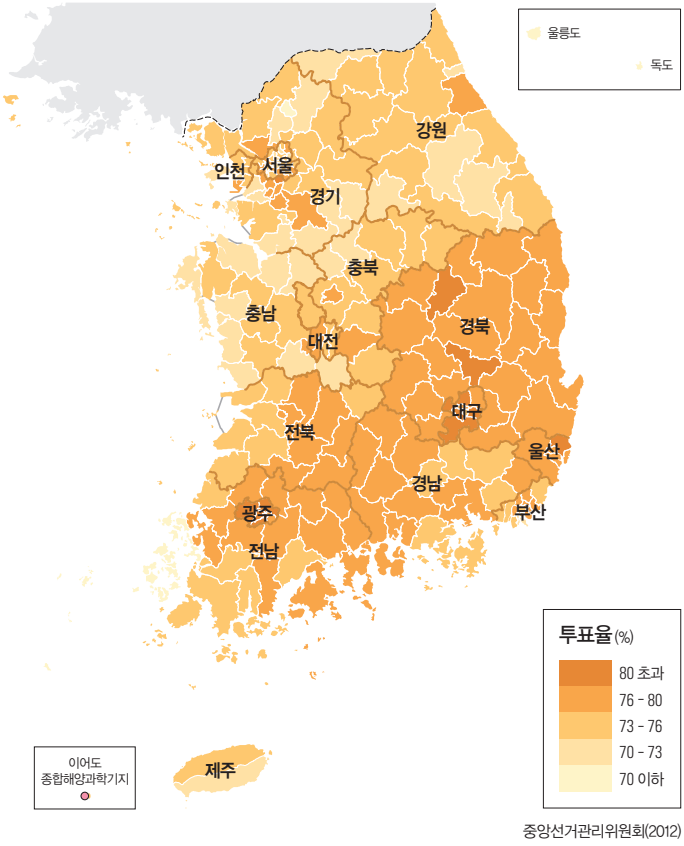 울릉도
독도
강원
인천
서울
경기
충북
충남
경북
대전
대구
전북
울산
경남
광주
부산
전남
제주
이어도
종합해양과학기지
투표율(%)
80 초과
76 - 80
73 - 76
70 - 73
70 이하
중앙선거관리위원회(2012)